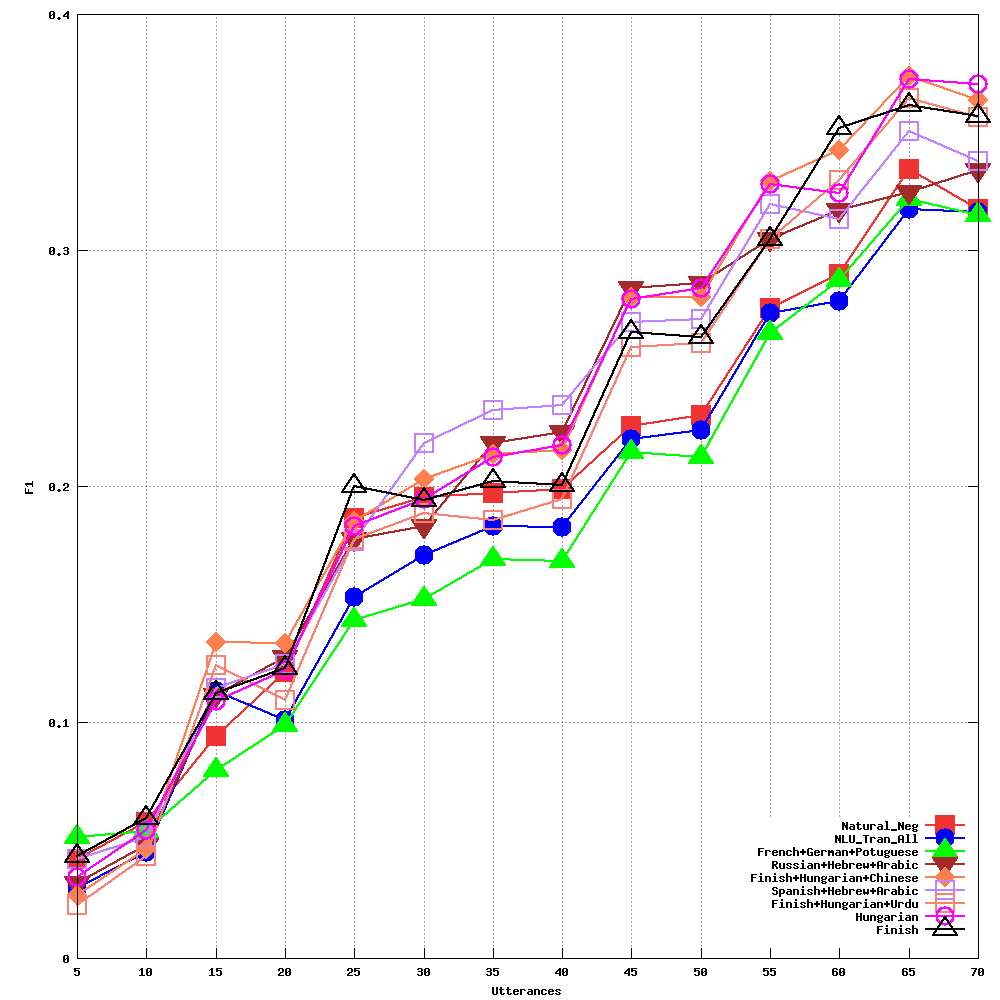 0.4
0.3
0.2
0.1
0
F1
5 10 15 20 25 30 35 40 45 50 55 60 65 70
Utterances
Natural_Neg
NLU_Tran_All
French+German+Potuguese
Russian+Hebrew+Arabic
Finish+Hungarian+Chinese
Spanish+Hebrew+Arabic
Finish+Hungarian+Urdu
Hungarian
Finish